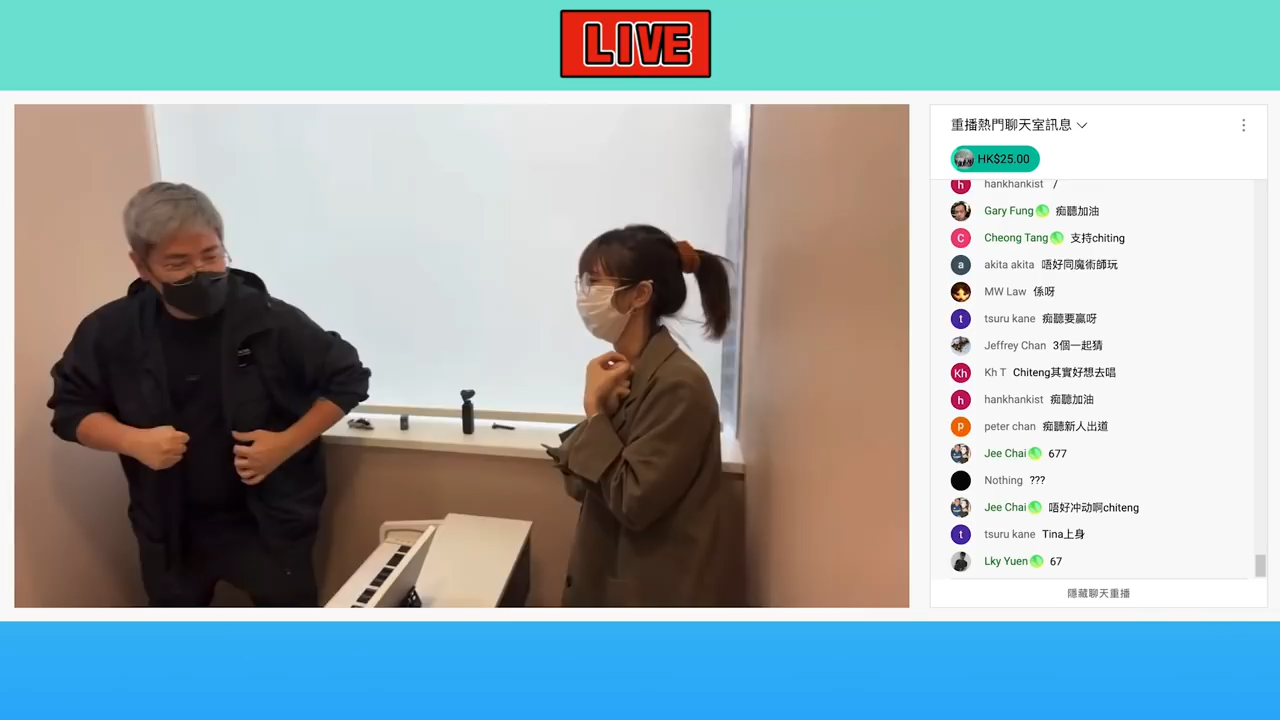 LIVE
重播熱門聊天室訊息
HK$25.00
h hankhankist /
Gary Fung 痴聽加油
C Cheong Tang 支持chiting
a akita akita 唔好同魔術師玩
MW Law 係呀
t tsuru kane 痴聽要贏呀
Jeffrey Chan 3個一起猜
Kh Kh T Chiteng其實好想去唱
h hankhankist 痴聽加油
p peter chan 痴聽新人出道
Jee Chai 677
Nothing ???
Jee Chai 唔好冲动啊chiteng
t tsuru kane Tina上身
Lky Yuen 67
隱藏聊天重播